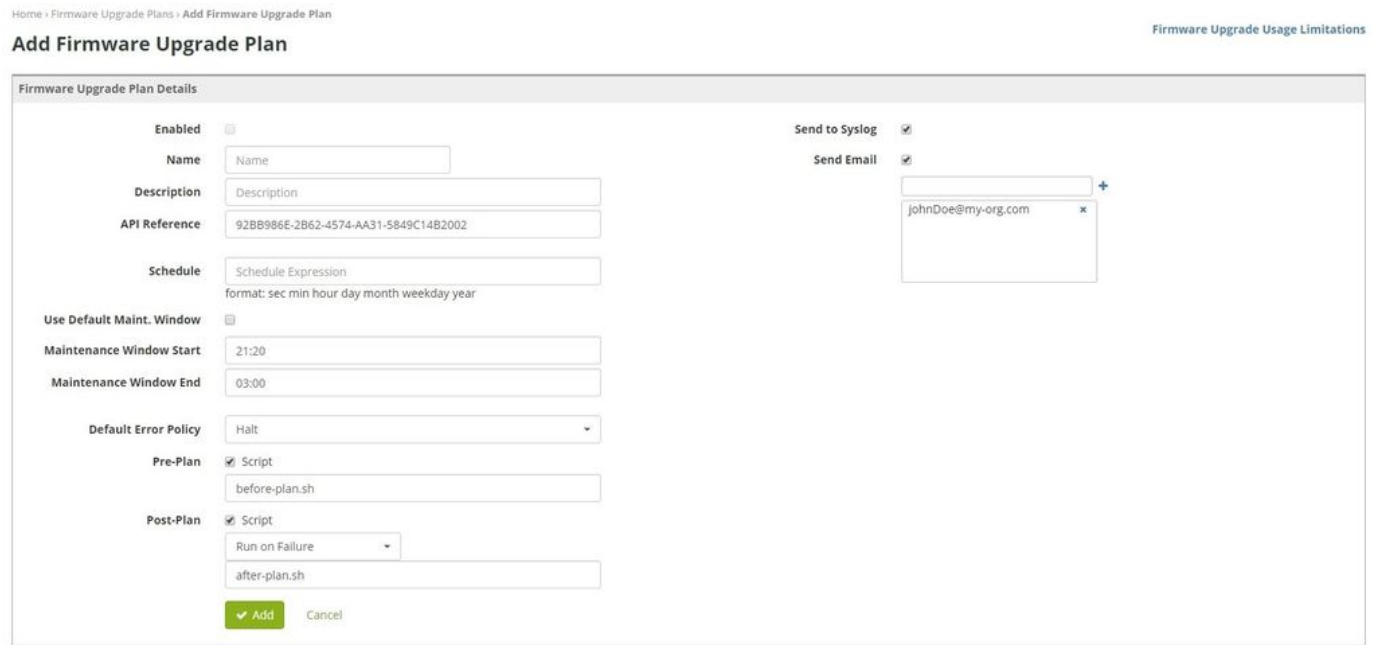 Home › Firmware Upgrade Plans › Add Firmware Upgrade Plan
Firmware Upgrade Usage Limitations
Add Firmware Upgrade Plan
Firmware Upgrade Plan Details
Enabled
Name Name
Description Description
API Reference 92BB986E-2B62-4574-AA31-5849C14B2002
Schedule Schedule Expression
format: sec min hour day month weekday year
Use Default Maint. Window
Maintenance Window Start 21:20
Maintenance Window End 03:00
Default Error Policy Halt
Pre-Plan Script
before-plan.sh
Post-Plan Script
Run on Failure
after-plan.sh
Add Cancel
Send to Syslog
Send Email
johnDoe@my-org.com